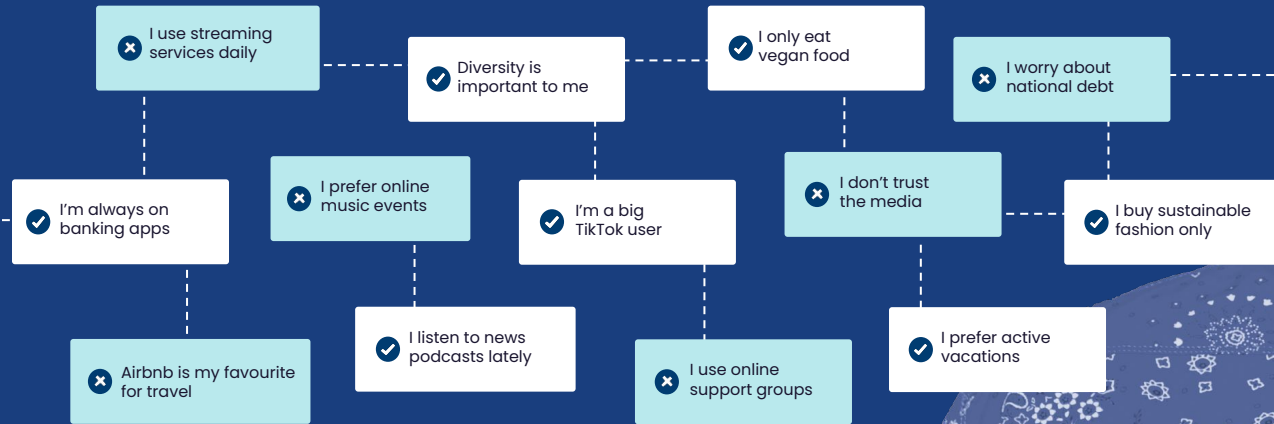 I use streaming
services daily
Diversity is
important to me
I only eat
vegan food
I worry about
national debt
I'm always on
banking apps
I prefer online
music events
I'm a big
TikTok user
I don’t trust
the media
I buy sustainable
fashion only
Airbnb is my favourite
for travel
I listen to news
podcasts lately
I use online
support groups
I prefer active
vacations